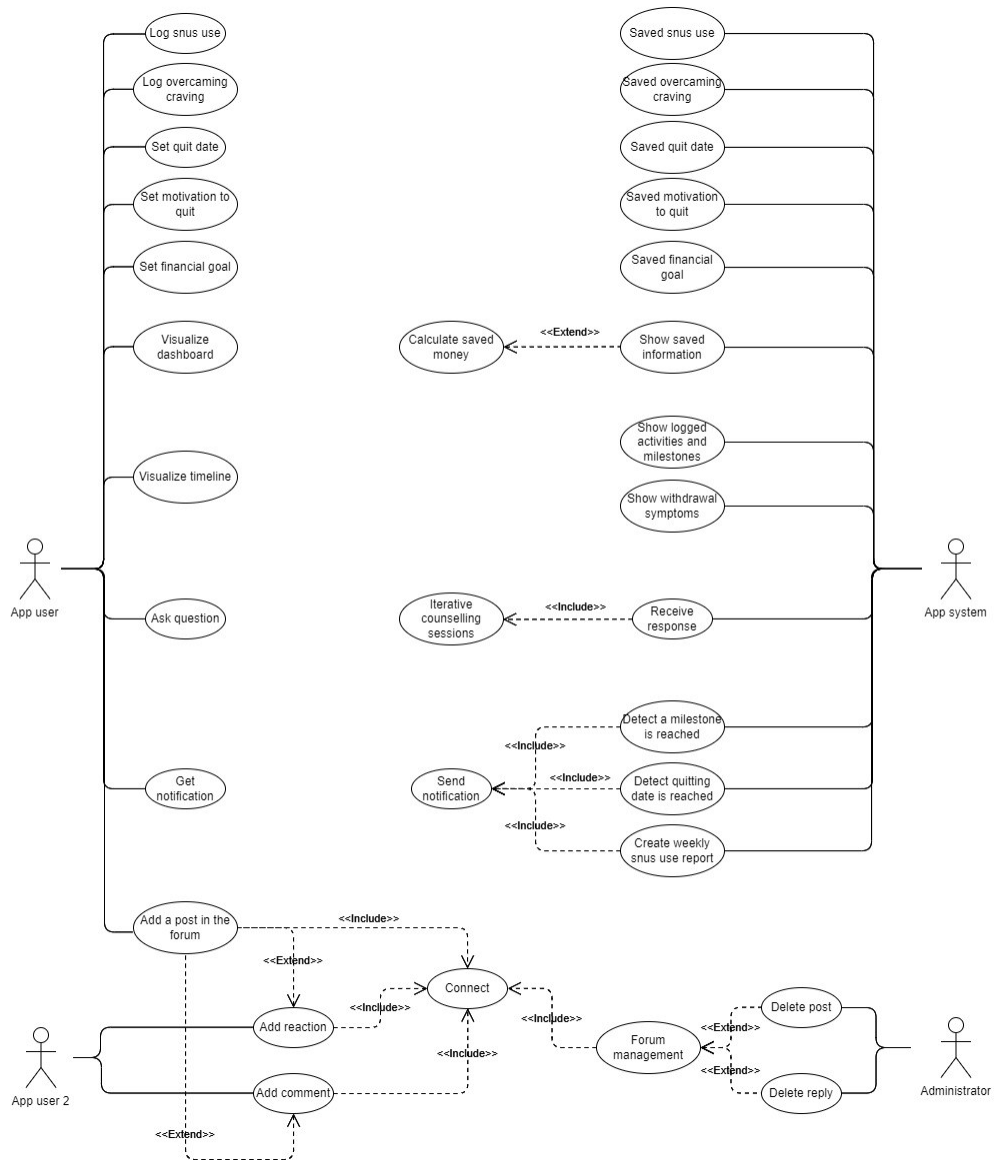 Log snus use
Saved snus use
Log overcaming
craving
Saved overcaming
craving
Set quit date
Saved quit date
Set motivation to
quit
Saved motivation
to quit
Set financial goal
Saved financial
goal
Visualize
dashboard
Calculate saved
money
<<Extend>>
Show saved
information
Show logged
activities and
milestones
Visualize timeline
Show withdrawal
symptoms
App user
App system
Ask question
Iterative
counselling
sessions
<<Include>>
Receive
response
Detect a milestone
is reached
<<Include>>
Get
notification
Send
notification
<<Include>>
Detect quitting
date is reached
<<Include>>
Create weekly
snus use report
Add a post in the
forum
<<Include>>
<<Extend>>
Connect
<<Include>>
Add reaction
<<Include>>
<<Include>>
Forum
management
<<Extend>>
<<Extend>>
Delete post
Delete reply
App user 2
Administrator
Add comment
<<Extend>>